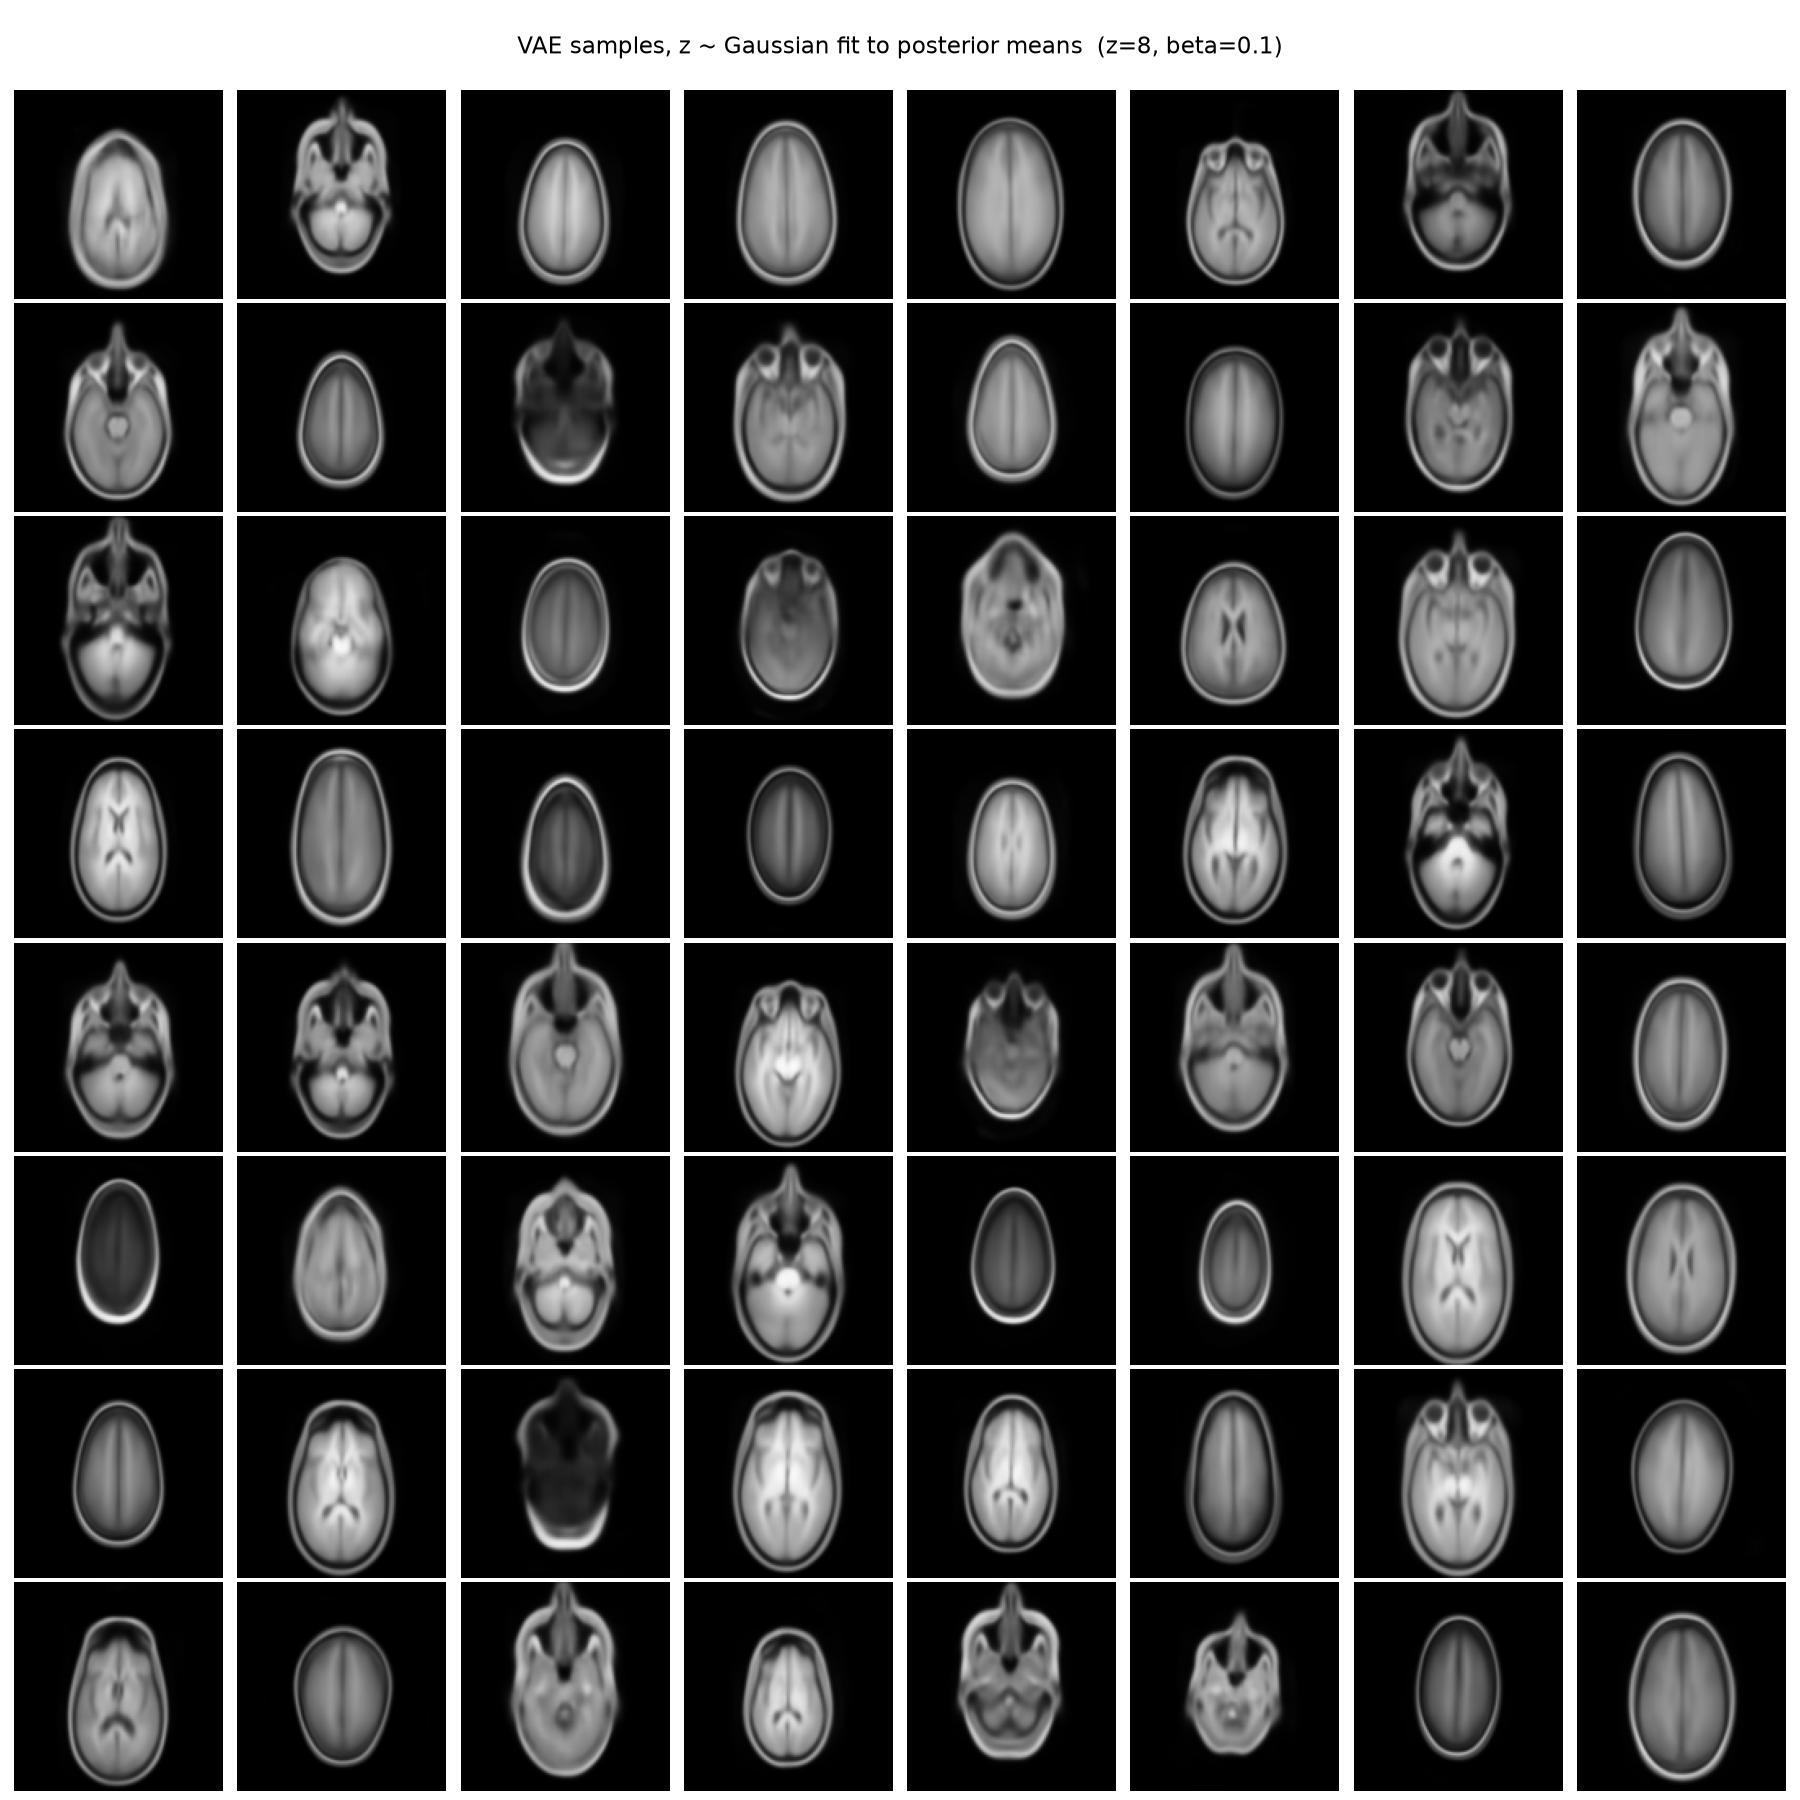 VAE samples, z ~ Gaussian fit to posterior means  (z=8, beta=0.1)